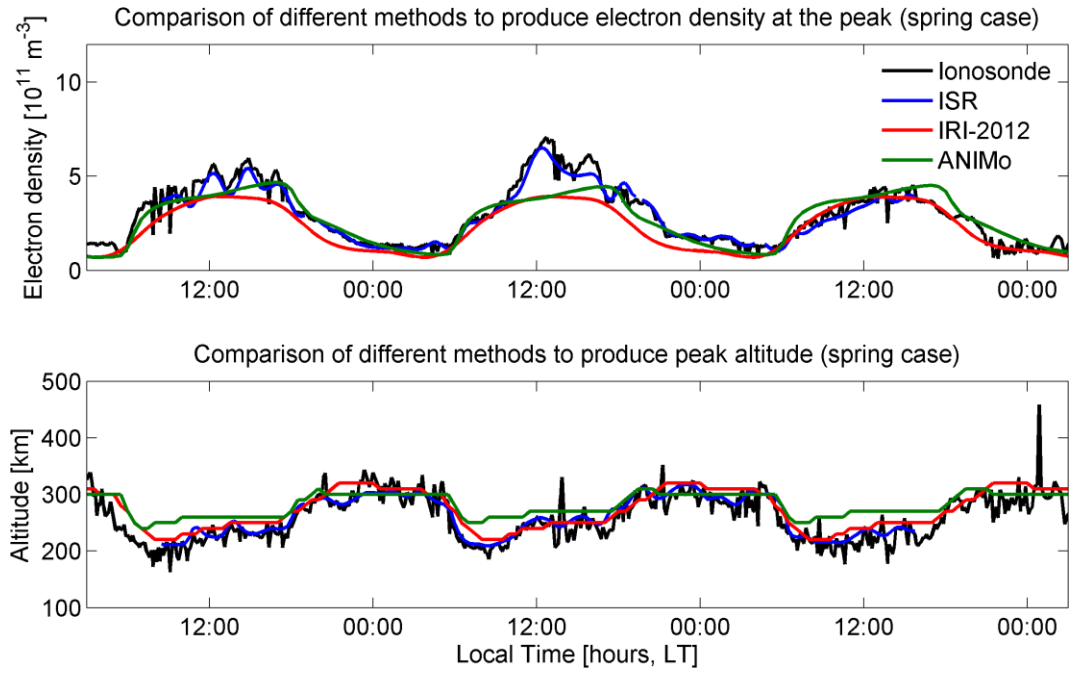 Comparison of different methods to produce electron density at the peak (spring case)
Electron density [10¹¹ m⁻³]
10
5
0
Ionosonde
ISR
IRI-2012
ANIMo
12:00 00:00 12:00 00:00 12:00 00:00
Comparison of different methods to produce peak altitude (spring case)
Altitude [km]
500
400
300
200
100
12:00 00:00 12:00 00:00 12:00 00:00
Local Time [hours, LT]